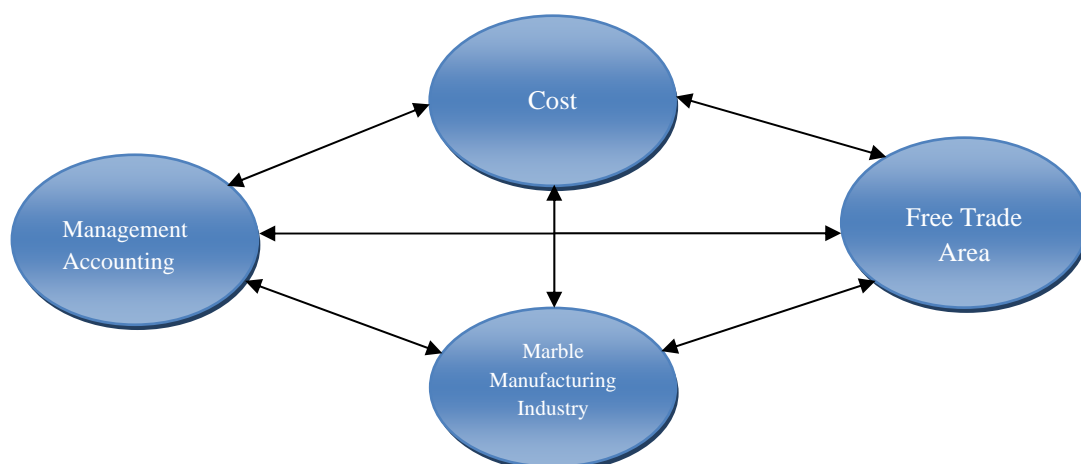 Cost
Management
Accounting
Free Trade
Area
Marble
Manufacturing
Industry